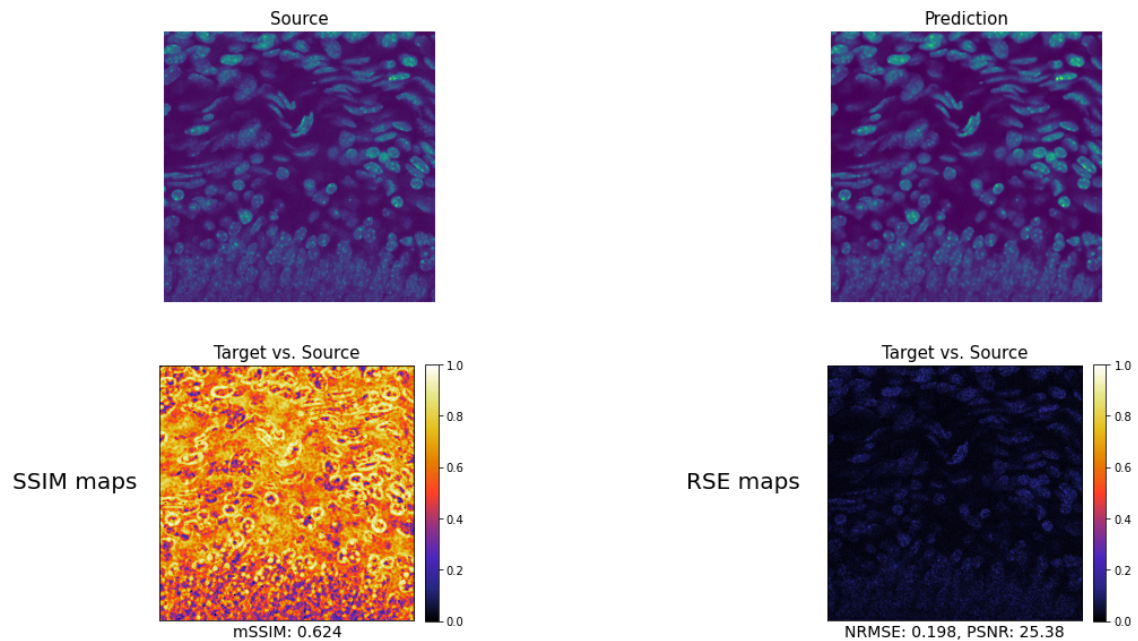 Source
Prediction
Target vs. Source
Target vs. Source
SSIM maps
1.0
0.8
0.6
0.4
0.2
0.0
RSE maps
1.0
0.8
0.6
0.4
0.2
0.0
mSSIM: 0.624
NRMSE: 0.198, PSNR: 25.38